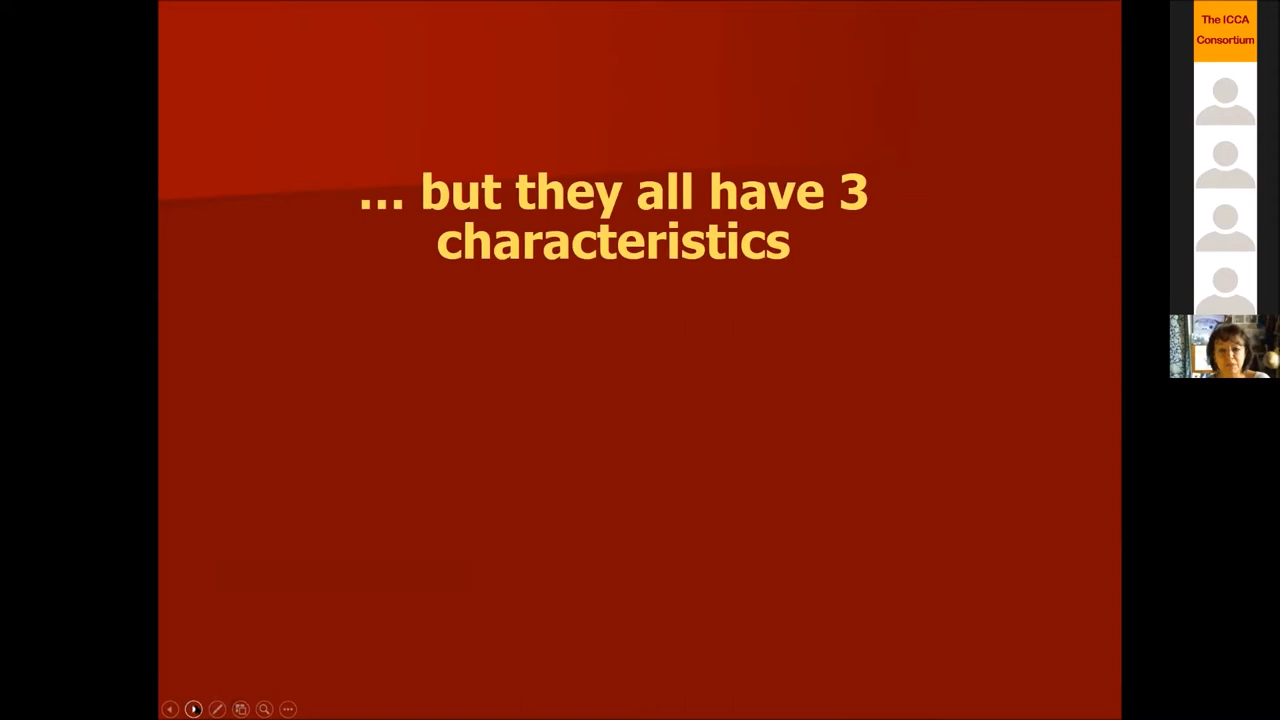 ... but they all have 3
characteristics
The ICCA
Consortium